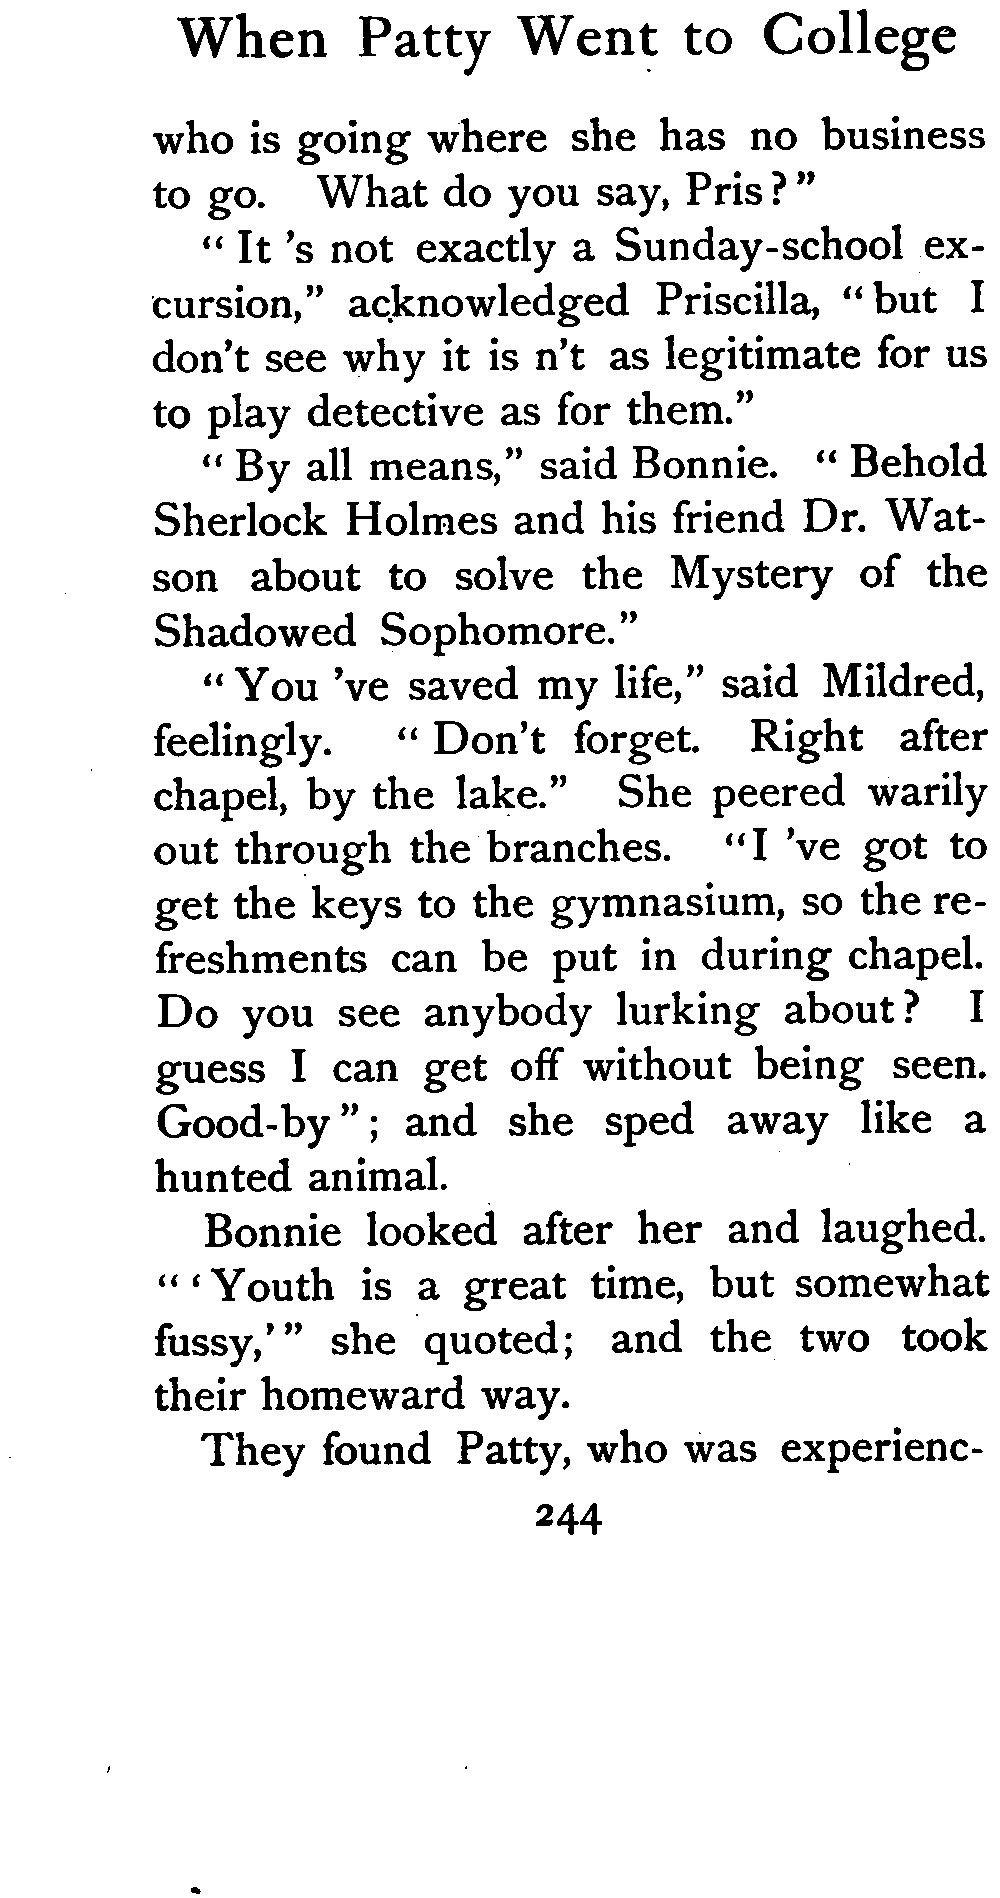 When Patty Went to College
who is going where she has no business
to go. What do you say, Pris?"
"It 's not exactly a Sunday-school ex-
cursion," acknowledged Priscilla, "but I
don't see why it is n't as legitimate for us
to play detective as for them."
"By all means," said Bonnie. "Behold
Sherlock Holmes and his friend Dr. Wat-
son about to solve the Mystery of the
Shadowed Sophomore."
"You 've saved my life," said Mildred,
feelingly. "Don't forget. Right after
chapel, by the lake." She peered warily
out through the branches. "I 've got to
get the keys to the gymnasium, so the re-
freshments can be put in during chapel.
Do you see anybody lurking about? I
guess I can get off without being seen.
Good-by"; and she sped away like a
hunted animal.
Bonnie looked after her and laughed.
"'Youth is a great time, but somewhat
fussy,'" she quoted; and the two took
their homeward way.
They found Patty, who was experienc-
244